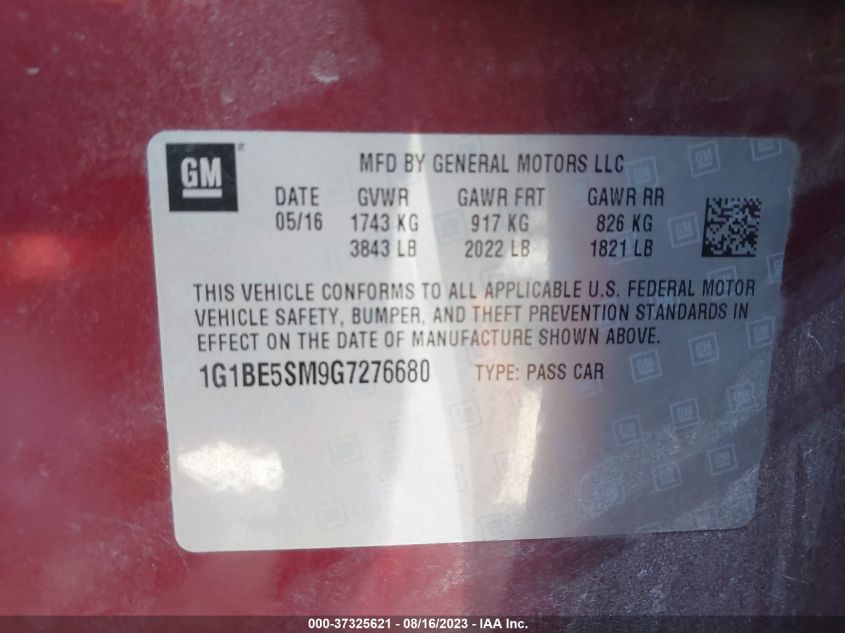 GM®
MFD BY GENERAL MOTORS LLC
DATE GVWR GAWR FRT GAWR RR
05/16 1743 KG 917 KG 826 KG
3843 LB 2022 LB 1821 LB
THIS VEHICLE CONFORMS TO ALL APPLICABLE U.S. FEDERAL MOTOR
VEHICLE SAFETY, BUMPER, AND THEFT PREVENTION STANDARDS IN
EFFECT ON THE DATE OF MANUFACTURE SHOWN ABOVE.
1G1BE5SM9G7276680 TYPE: PASS CAR
000-37325621 - 08/16/2023 - IAA Inc.